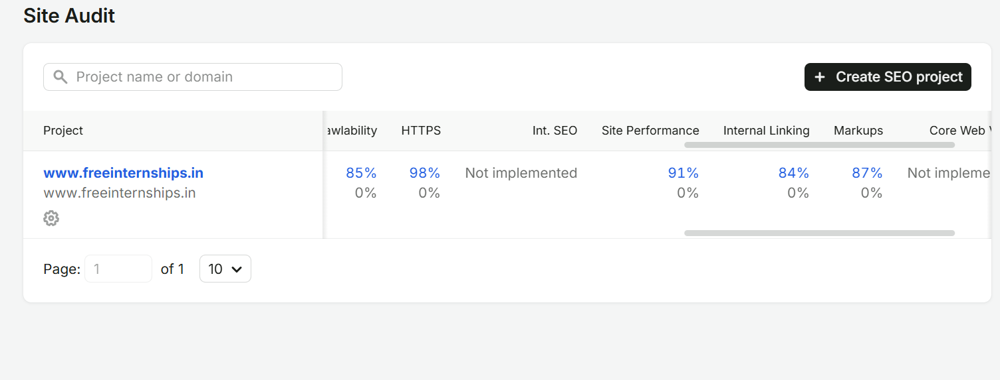 Site Audit
Project name or domain
+ Create SEO project
Project awlability HTTPS Int. SEO Site Performance Internal Linking Markups Core Web
www.freeinternships.in 85% 98% Not implemented 91% 84% 87% Not impleme
www.freeinternships.in 0% 0% 0% 0% 0%
Page: 1 of 1 10